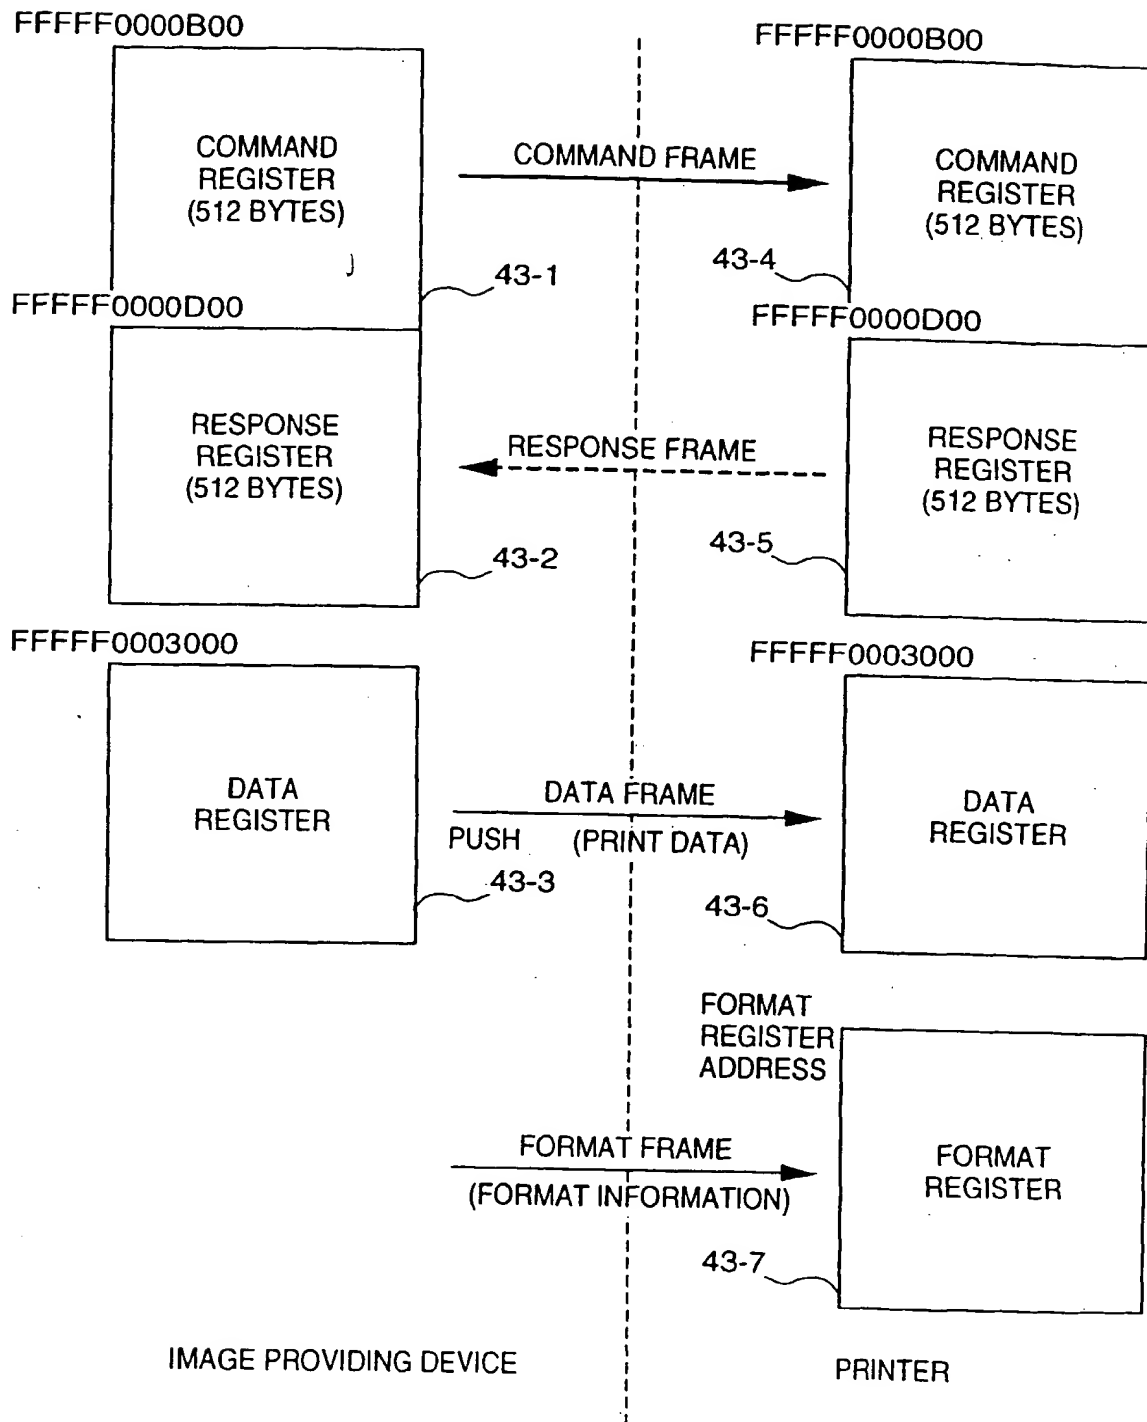 FFFFF0000B00
FFFFF0000B00
COMMAND
REGISTER
(512 BYTES)
COMMAND FRAME
COMMAND
REGISTER
(512 BYTES)
43-1
43-4
FFFFF0000D00
FFFFF0000D00
RESPONSE
REGISTER
(512 BYTES)
RESPONSE FRAME
RESPONSE
REGISTER
(512 BYTES)
43-2
43-5
FFFFF0003000
FFFFF0003000
DATA
REGISTER
DATA FRAME
PUSH (PRINT DATA)
DATA
REGISTER
43-3
43-6
FORMAT
REGISTER
ADDRESS
FORMAT FRAME
(FORMAT INFORMATION)
FORMAT
REGISTER
43-7
IMAGE PROVIDING DEVICE
PRINTER